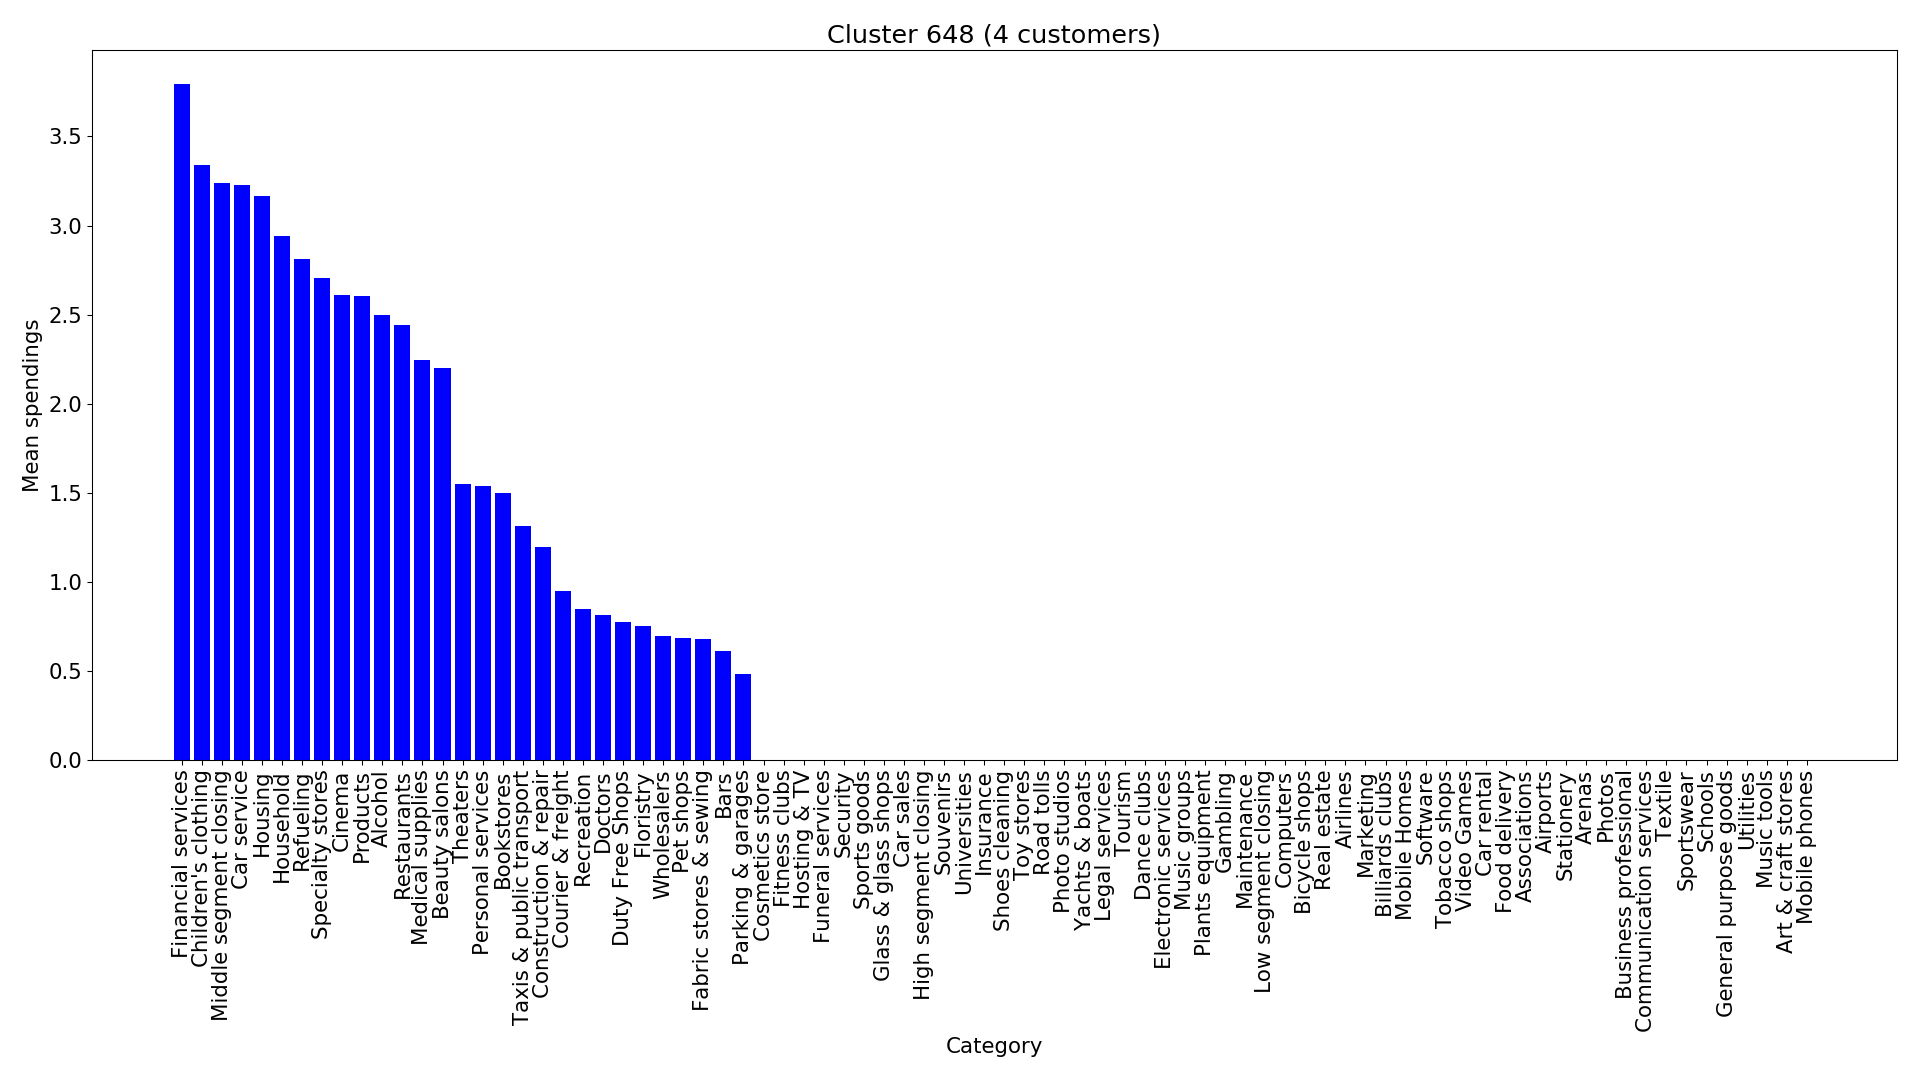 Cluster 648 (4 customers)
Mean spendings
3.5
3.0
2.5
2.0
1.5
1.0
0.5
0.0
Financial services
Children's clothing
Middle segment closing
Car service
Housing
Household
Refueling
Specialty stores
Cinema
Products
Alcohol
Restaurants
Medical supplies
Beauty salons
Theaters
Personal services
Bookstores
Taxis & public transport
Construction & repair
Courier & freight
Recreation
Doctors
Duty Free Shops
Floristry
Wholesalers
Pet shops
Fabric stores & sewing
Bars
Parking & garages
Cosmetics store
Fitness clubs
Hosting & TV
Funeral services
Security
Sports goods
Glass & glass shops
Car sales
High segment closing
Souvenirs
Universities
Insurance
Shoes cleaning
Toy stores
Road tolls
Photo studios
Yachts & boats
Legal services
Tourism
Dance clubs
Electronic services
Music groups
Plants equipment
Gambling
Maintenance
Low segment closing
Computers
Bicycle shops
Real estate
Airlines
Marketing
Billiards clubs
Mobile Homes
Software
Tobacco shops
Video Games
Car rental
Food delivery
Associations
Airports
Stationery
Arenas
Photos
Business professional
Communication services
Textile
Sportswear
Schools
General purpose goods
Utilities
Music tools
Art & craft stores
Mobile phones
Category